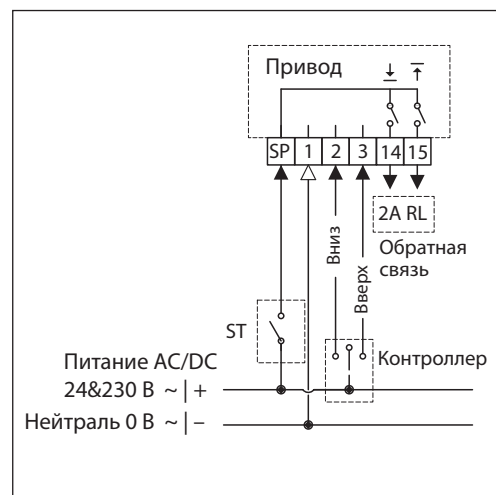 Привод
SP 1 2 3 14 15
2A RL
Обратная
связь
Вниз
Вверх
ST
Контроллер
Питание AC/DC
24&230 В ~ | +
Нейтраль 0 В ~ | –